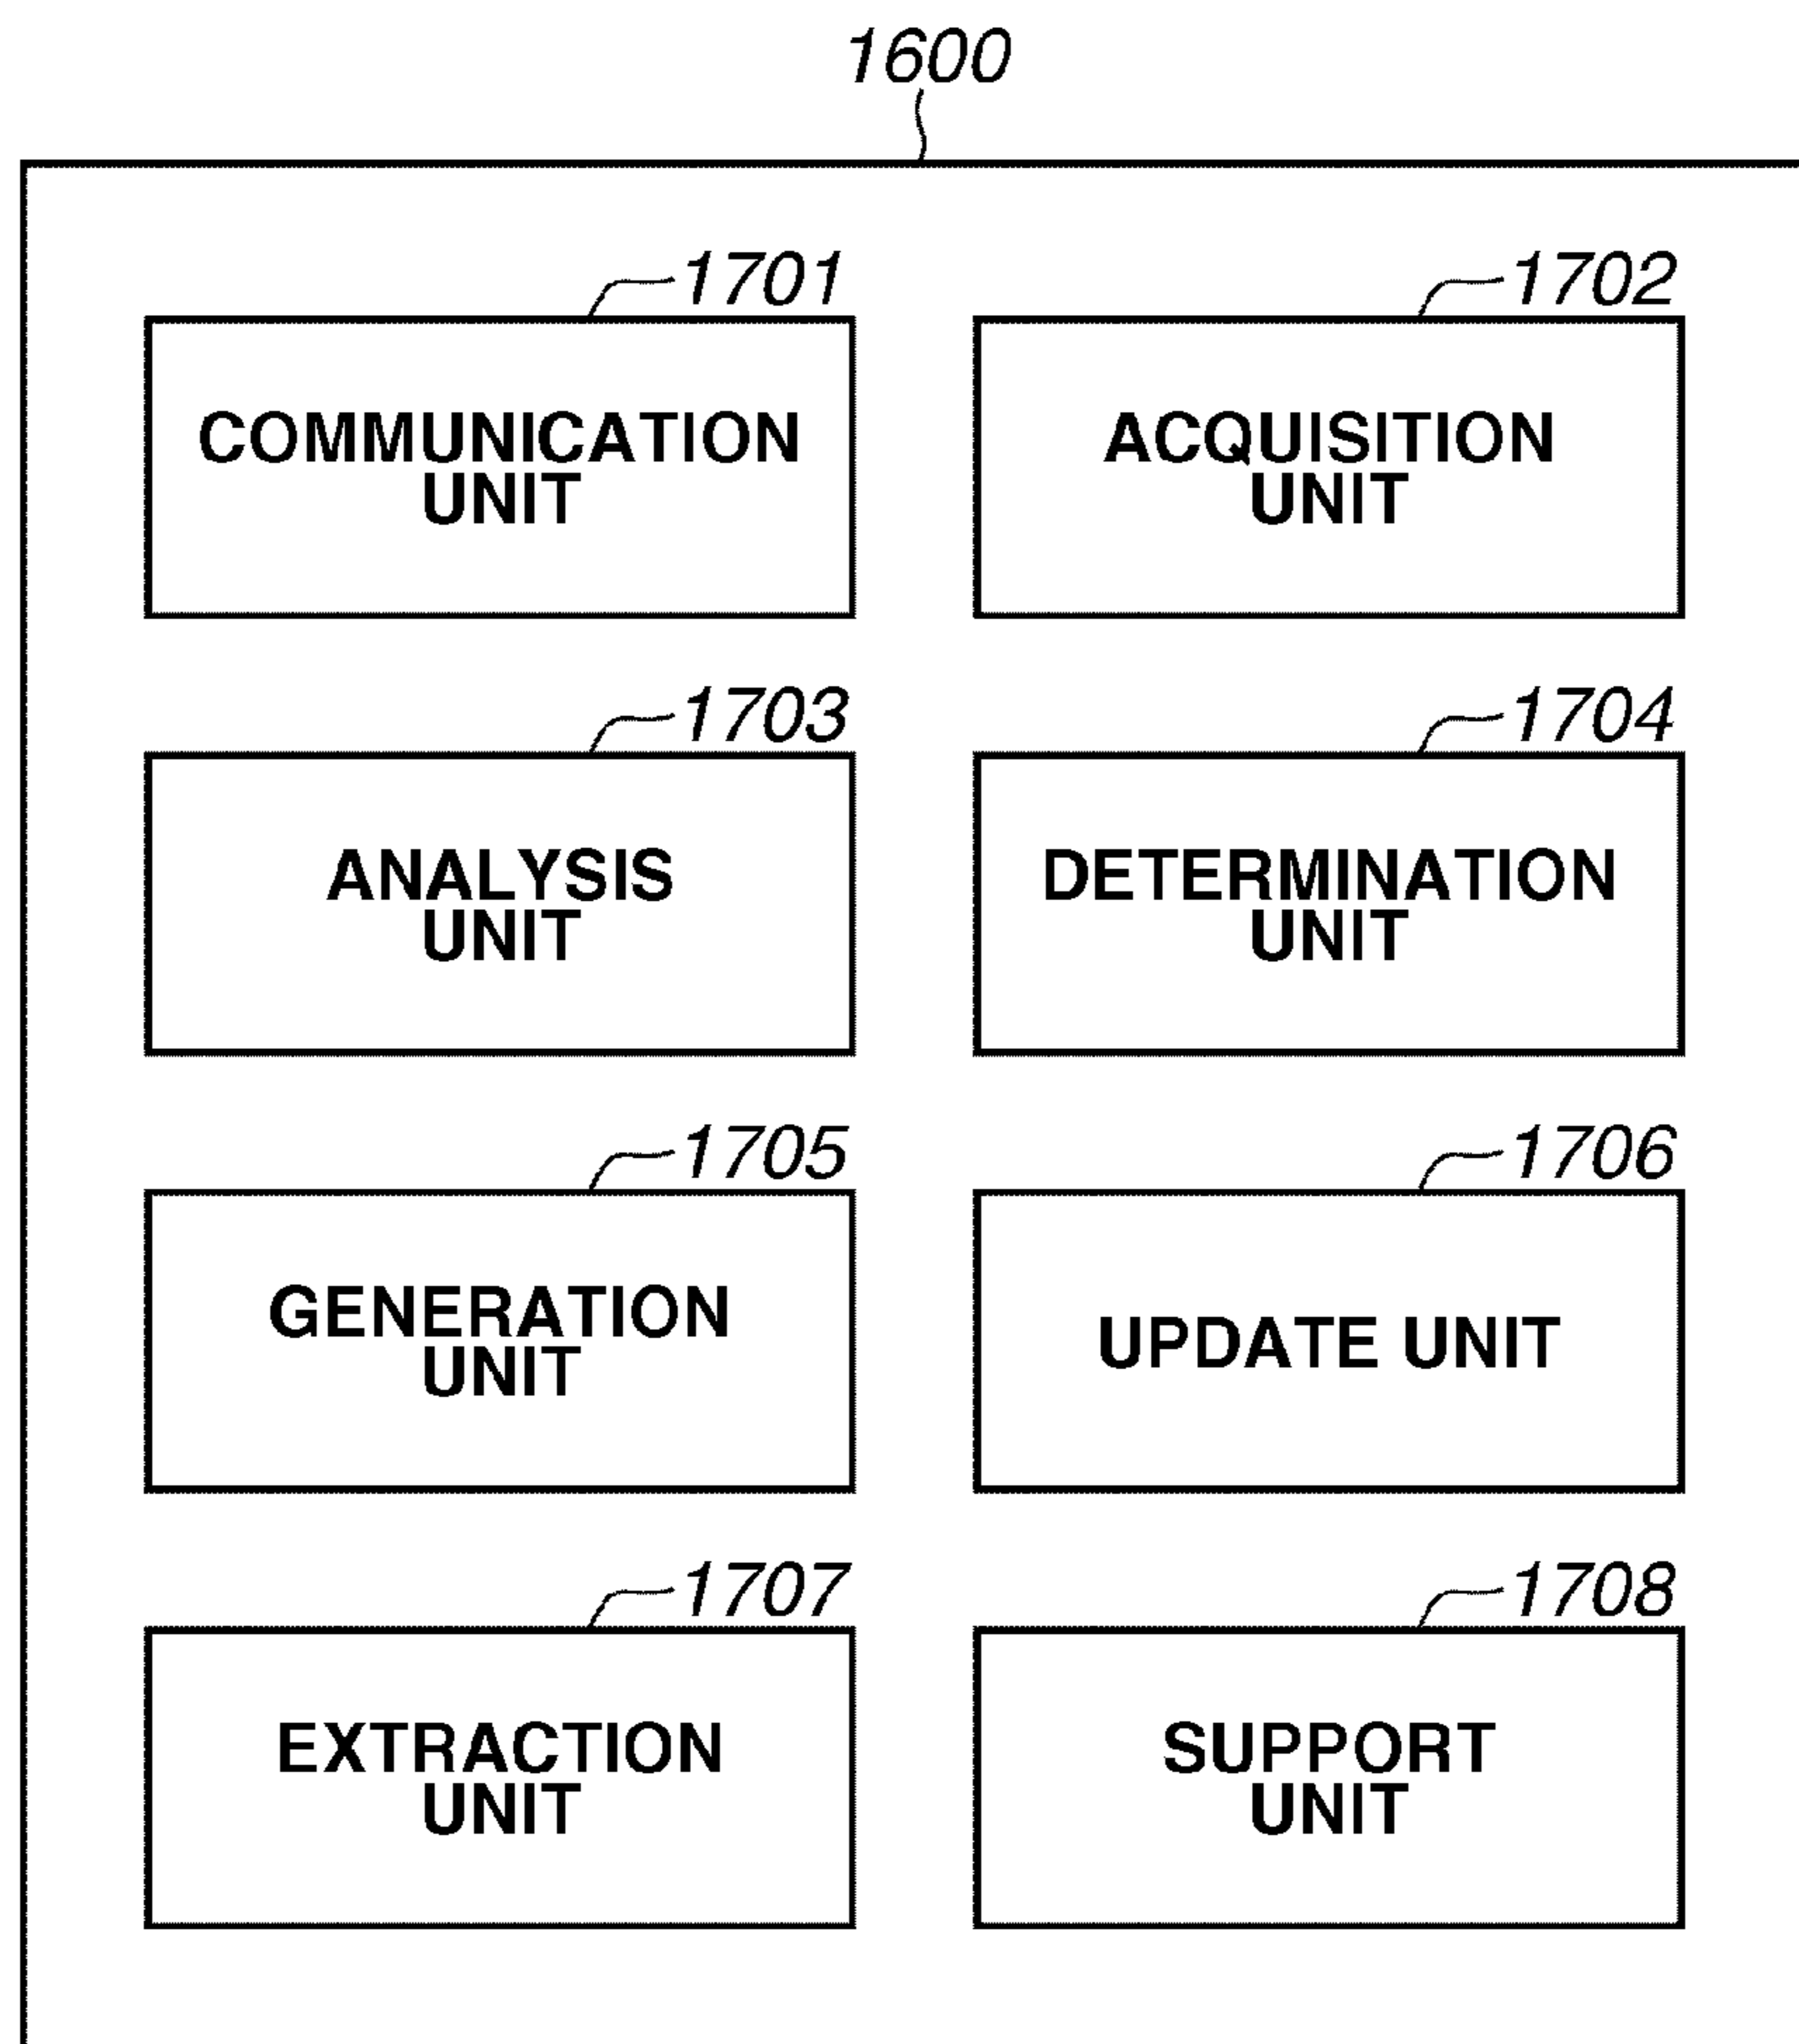 1600
1701
1702
COMMUNICATION
UNIT
ACQUISITION
UNIT
1703
1704
ANALYSIS
UNIT
DETERMINATION
UNIT
1705
1706
GENERATION
UNIT
UPDATE UNIT
1707
1708
EXTRACTION
UNIT
SUPPORT
UNIT